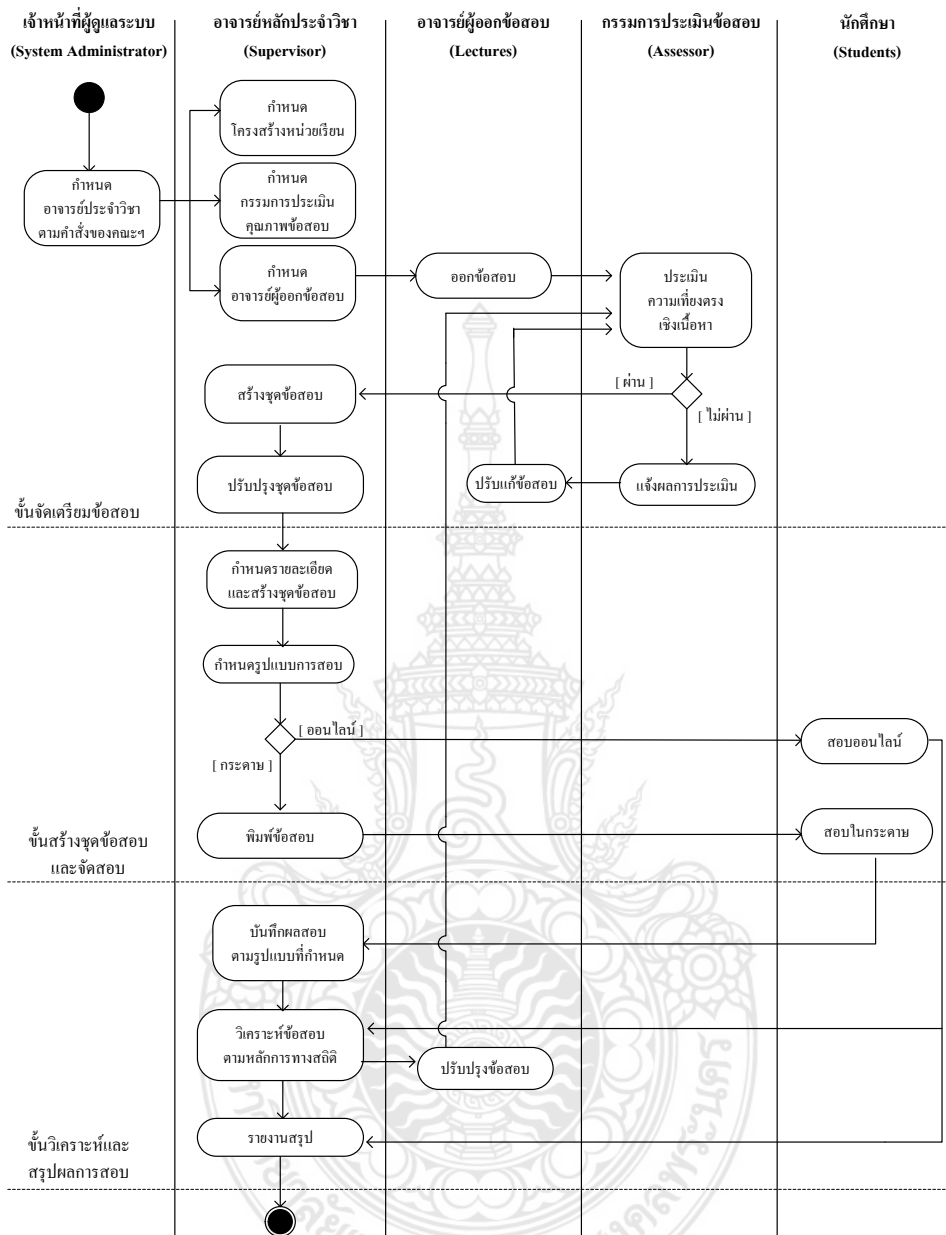 เจ้าหน้าที่ผู้ดูแลระบบ
(System Administrator)
อาจารย์หลักประจำวิชา
(Supervisor)
อาจารย์ผู้ออกข้อสอบ
(Lectures)
กรรมการประเมินข้อสอบ
(Assessor)
นักศึกษา
(Students)
กำหนด
โครงสร้างหน่วยเรียน
กำหนด
อาจารย์ประจำวิชา
ตามคำสั่งของคณะฯ
กำหนด
กรรมการประเมิน
คุณภาพข้อสอบ
กำหนด
อาจารย์ผู้ออกข้อสอบ
ออกข้อสอบ
ประเมิน
ความเที่ยงตรง
เชิงเนื้อหา
สร้างชุดข้อสอบ
[ ผ่าน ]
[ ไม่ผ่าน ]
ปรับปรุงชุดข้อสอบ
ปรับแก้ข้อสอบ
แจ้งผลการประเมิน
ขั้นจัดเตรียมข้อสอบ
กำหนดรายละเอียด
และสร้างชุดข้อสอบ
กำหนดรูปแบบการสอบ
[ ออนไลน์ ]
[ กระดาษ ]
สอบออนไลน์
พิมพ์ข้อสอบ
สอบในกระดาษ
ขั้นสร้างชุดข้อสอบ
และจัดสอบ
บันทึกผลสอบ
ตามรูปแบบที่กำหนด
วิเคราะห์ข้อสอบ
ตามหลักการทางสถิติ
ปรับปรุงข้อสอบ
รายงานสรุป
ขั้นวิเคราะห์และ
สรุปผลการสอบ